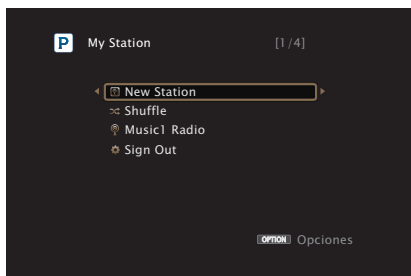 P My Station [1/4]
New Station
Shuffle
Music1 Radio
Sign Out
OPTION Opciones